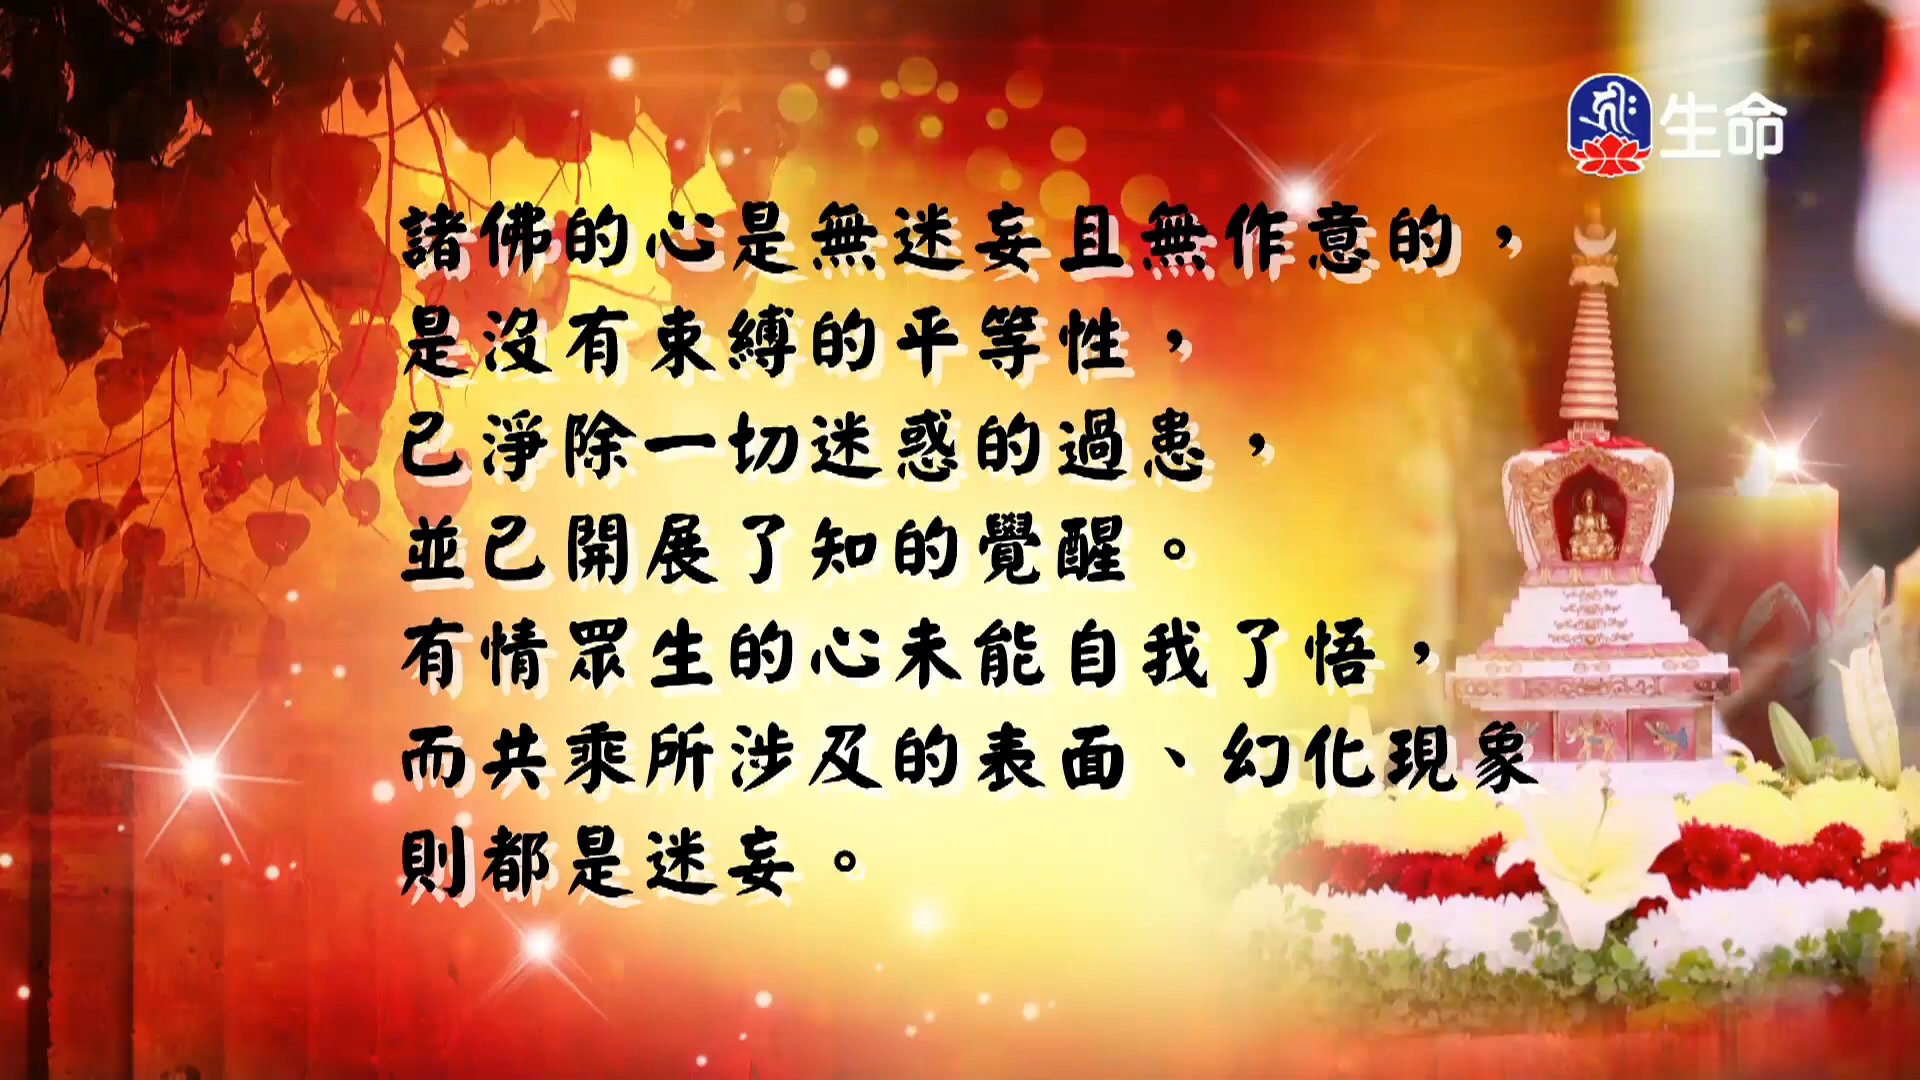 生命
諸佛的心是無迷妄且無作意的，
是沒有束縛的平等性，
已淨除一切迷惑的過患，
並已開展了知的覺醒。
有情眾生的心未能自我了悟，
而共乘所涉及的表面、幻化現象
則都是迷妄。